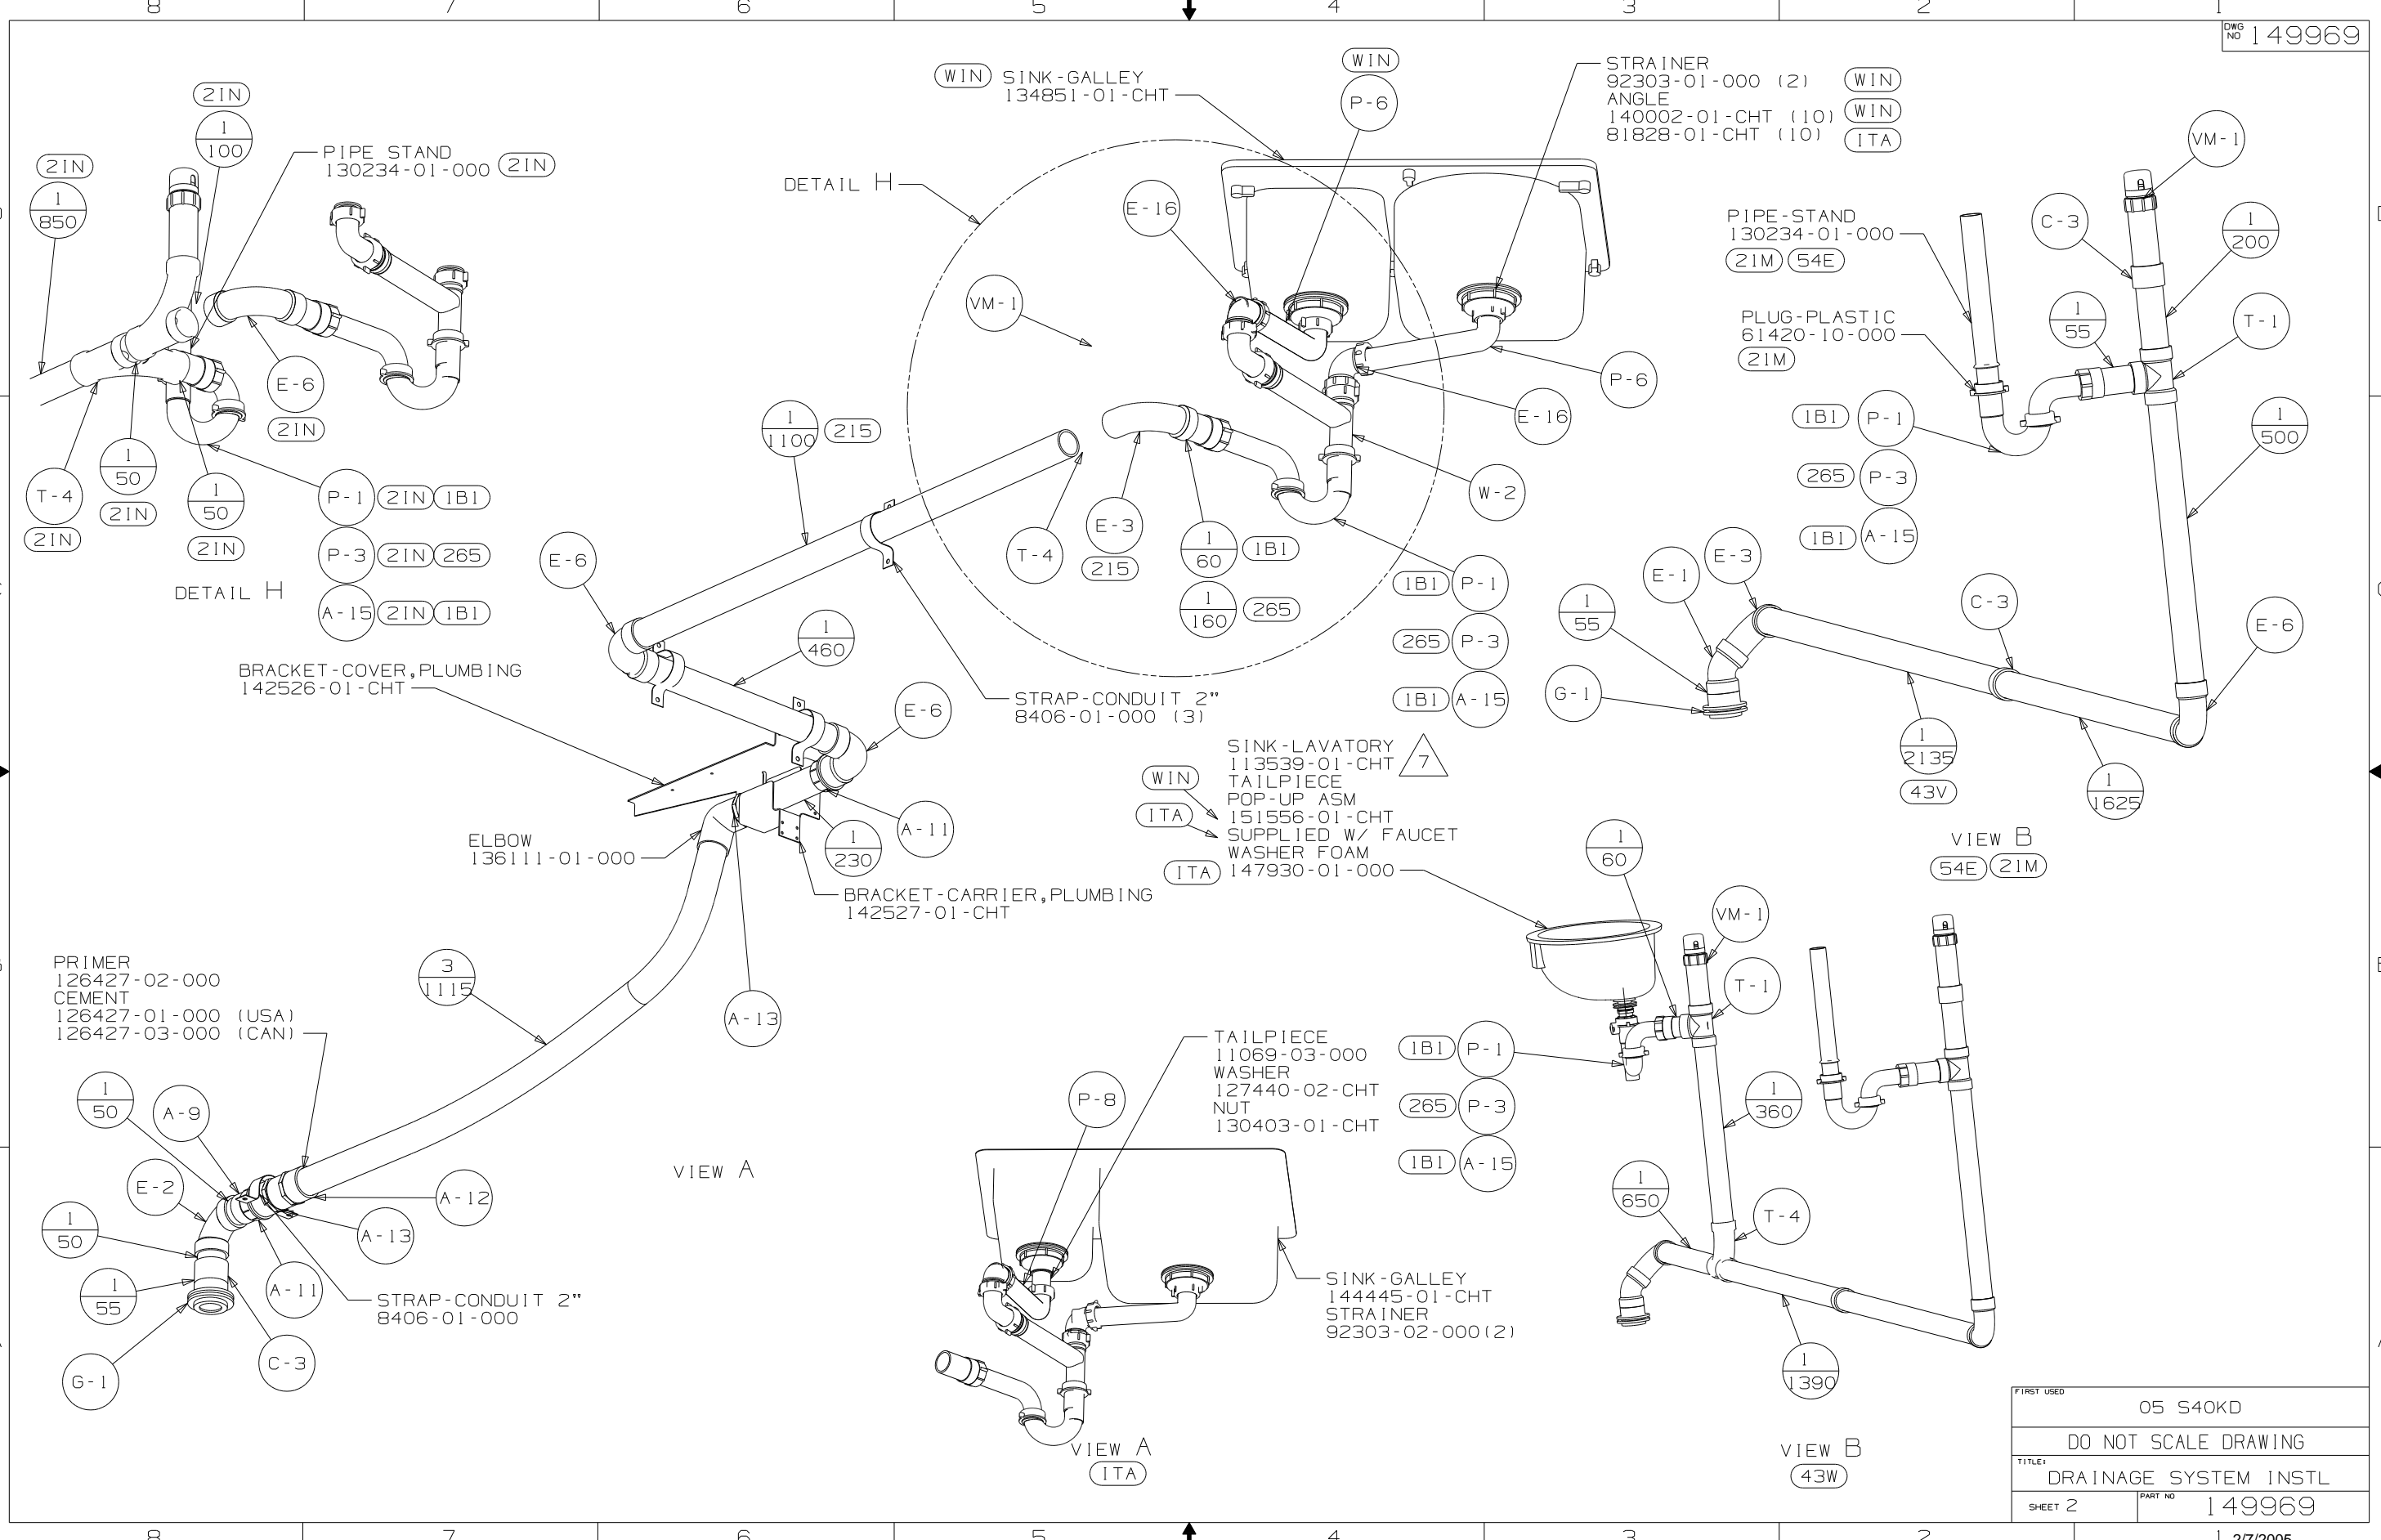 8 7 6 5 4 3 2 1
DWG NO 149969
2IN
1
100
2IN
1
850
PIPE STAND
130234-01-000 2IN
E-6
2IN
T-4
2IN
1
50
2IN
1
50
2IN
P-1 2IN 1B1
P-3 2IN 265
A-15 2IN 1B1
DETAIL H
WIN SINK-GALLEY
134851-01-CHT
WIN
P-6
STRAINER
92303-01-000 (2) WIN
ANGLE
140002-01-CHT (10) WIN
81828-01-CHT (10) ITA
DETAIL H
E-16
VM-1
P-6
E-16
W-2
1
1100
215
T-4
E-3
215
1
60
1B1
1
160
265
1B1 P-1
265 P-3
1B1 A-15
E-6
1
460
BRACKET-COVER,PLUMBING
142526-01-CHT
STRAP-CONDUIT 2"
8406-01-000 (3)
E-6
ELBOW
136111-01-000
A-11
1
230
BRACKET-CARRIER,PLUMBING
142527-01-CHT
A-13
3
1115
PRIMER
126427-02-000
CEMENT
126427-01-000 (USA)
126427-03-000 (CAN)
1
50
A-9
E-2
1
50
1
55
G-1
C-3
A-11
A-13
A-12
STRAP-CONDUIT 2"
8406-01-000
VIEW A
VM-1
C-3
1
200
PIPE-STAND
130234-01-000
21M 54E
PLUG-PLASTIC
61420-10-000
21M
1
55
T-1
1B1 P-1
265 P-3
1B1 A-15
1
500
E-3
E-1
1
55
G-1
C-3
E-6
1
2135
43V
1
1625
VIEW B
54E 21M
SINK-LAVATORY
113539-01-CHT 7
WIN TAILPIECE
POP-UP ASM
151556-01-CHT
ITA SUPPLIED W/ FAUCET
WASHER FOAM
ITA 147930-01-000
1
60
VM-1
T-1
1B1 P-1
265 P-3
1B1 A-15
1
360
1
650
T-4
1
1390
VIEW B
43W
P-8
TAILPIECE
11069-03-000
WASHER
127440-02-CHT
NUT
130403-01-CHT
SINK-GALLEY
144445-01-CHT
STRAINER
92303-02-000(2)
VIEW A
ITA
FIRST USED
05 S40KD
DO NOT SCALE DRAWING
TITLE:
DRAINAGE SYSTEM INSTL
SHEET 2
PART NO 149969
8 7 6 5 4 3 2 1
2/7/2005